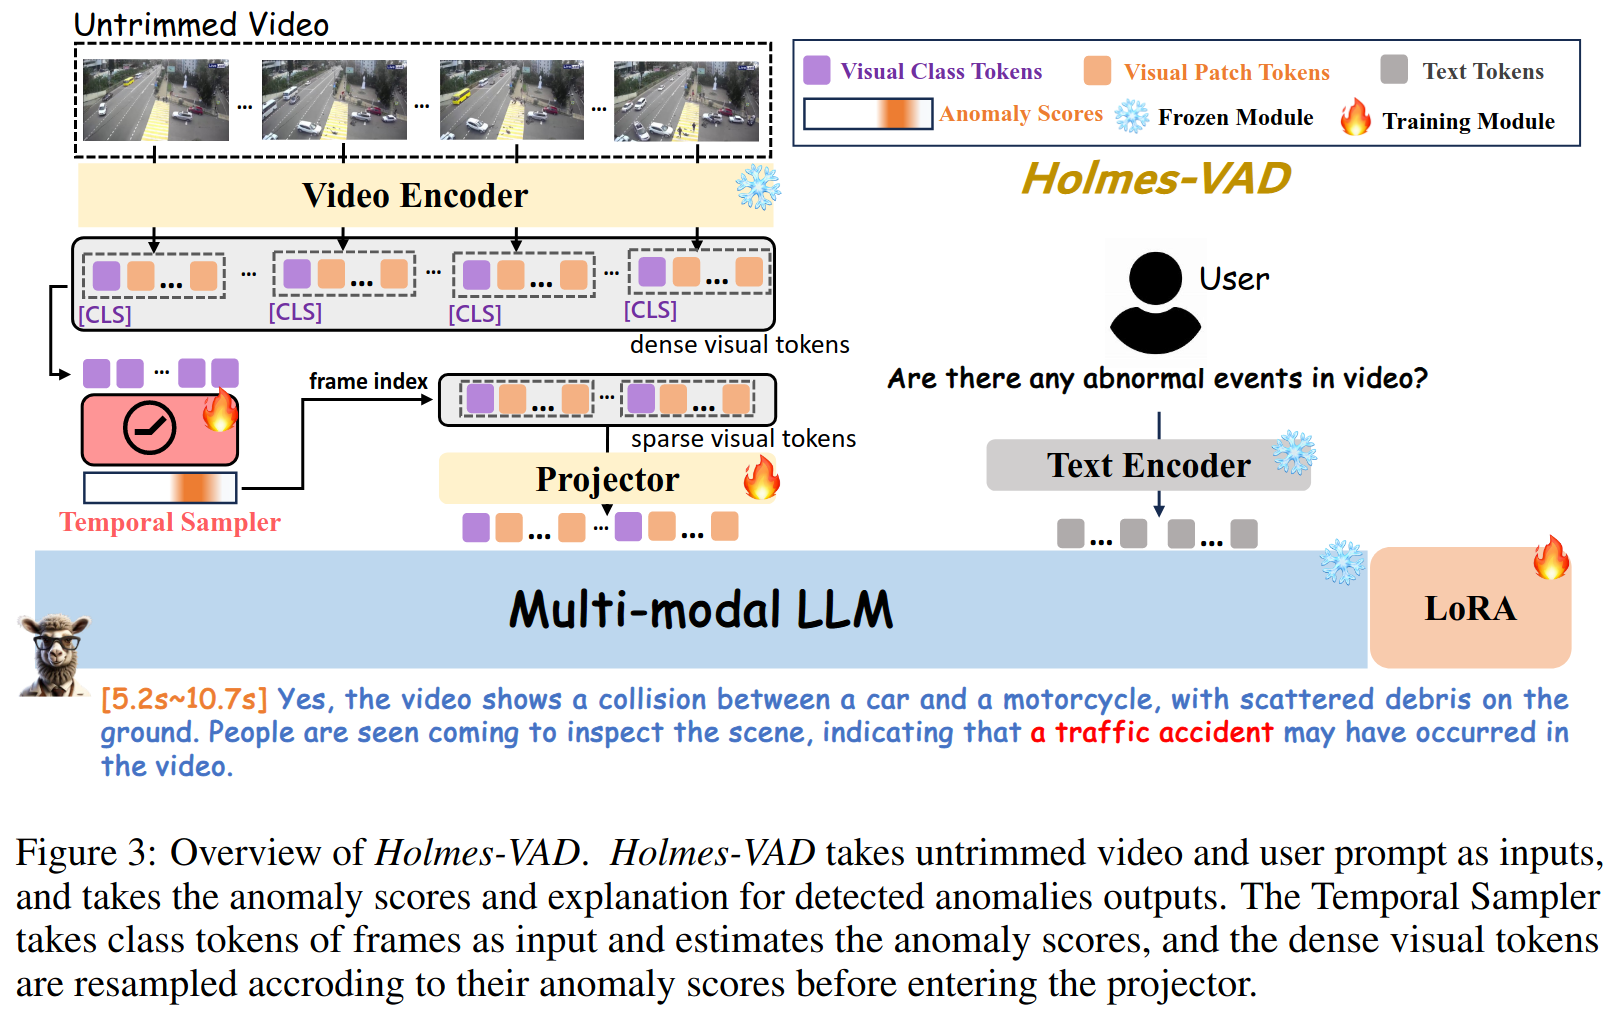 Untrimmed Video
... ... ...
Video Encoder
... ... ... ... ... ... ...
[CLS] [CLS] [CLS] [CLS]
dense visual tokens
...
frame index
... ... ...
sparse visual tokens
Projector
Temporal Sampler
... ... ...
Visual Class Tokens
Visual Patch Tokens
Text Tokens
Anomaly Scores
Frozen Module
Training Module
Holmes-VAD
User
Are there any abnormal events in video?
Text Encoder
... ...
Multi-modal LLM
LoRA
[5.2s~10.7s] Yes, the video shows a collision between a car and a motorcycle, with scattered debris on the
ground. People are seen coming to inspect the scene, indicating that a traffic accident may have occurred in
the video.
Figure 3: Overview of Holmes-VAD. Holmes-VAD takes untrimmed video and user prompt as inputs,
and takes the anomaly scores and explanation for detected anomalies outputs. The Temporal Sampler
takes class tokens of frames as input and estimates the anomaly scores, and the dense visual tokens
are resampled accroding to their anomaly scores before entering the projector.